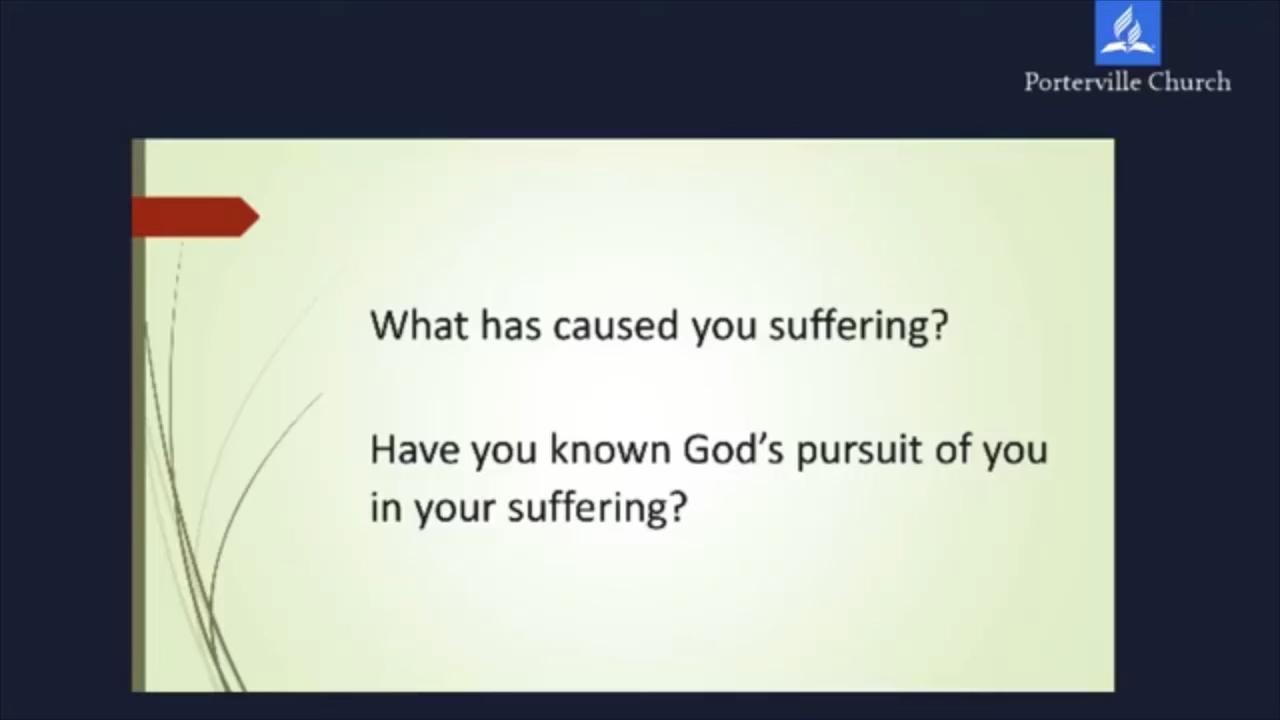 Porterville Church
What has caused you suffering?
Have you known God's pursuit of you
in your suffering?